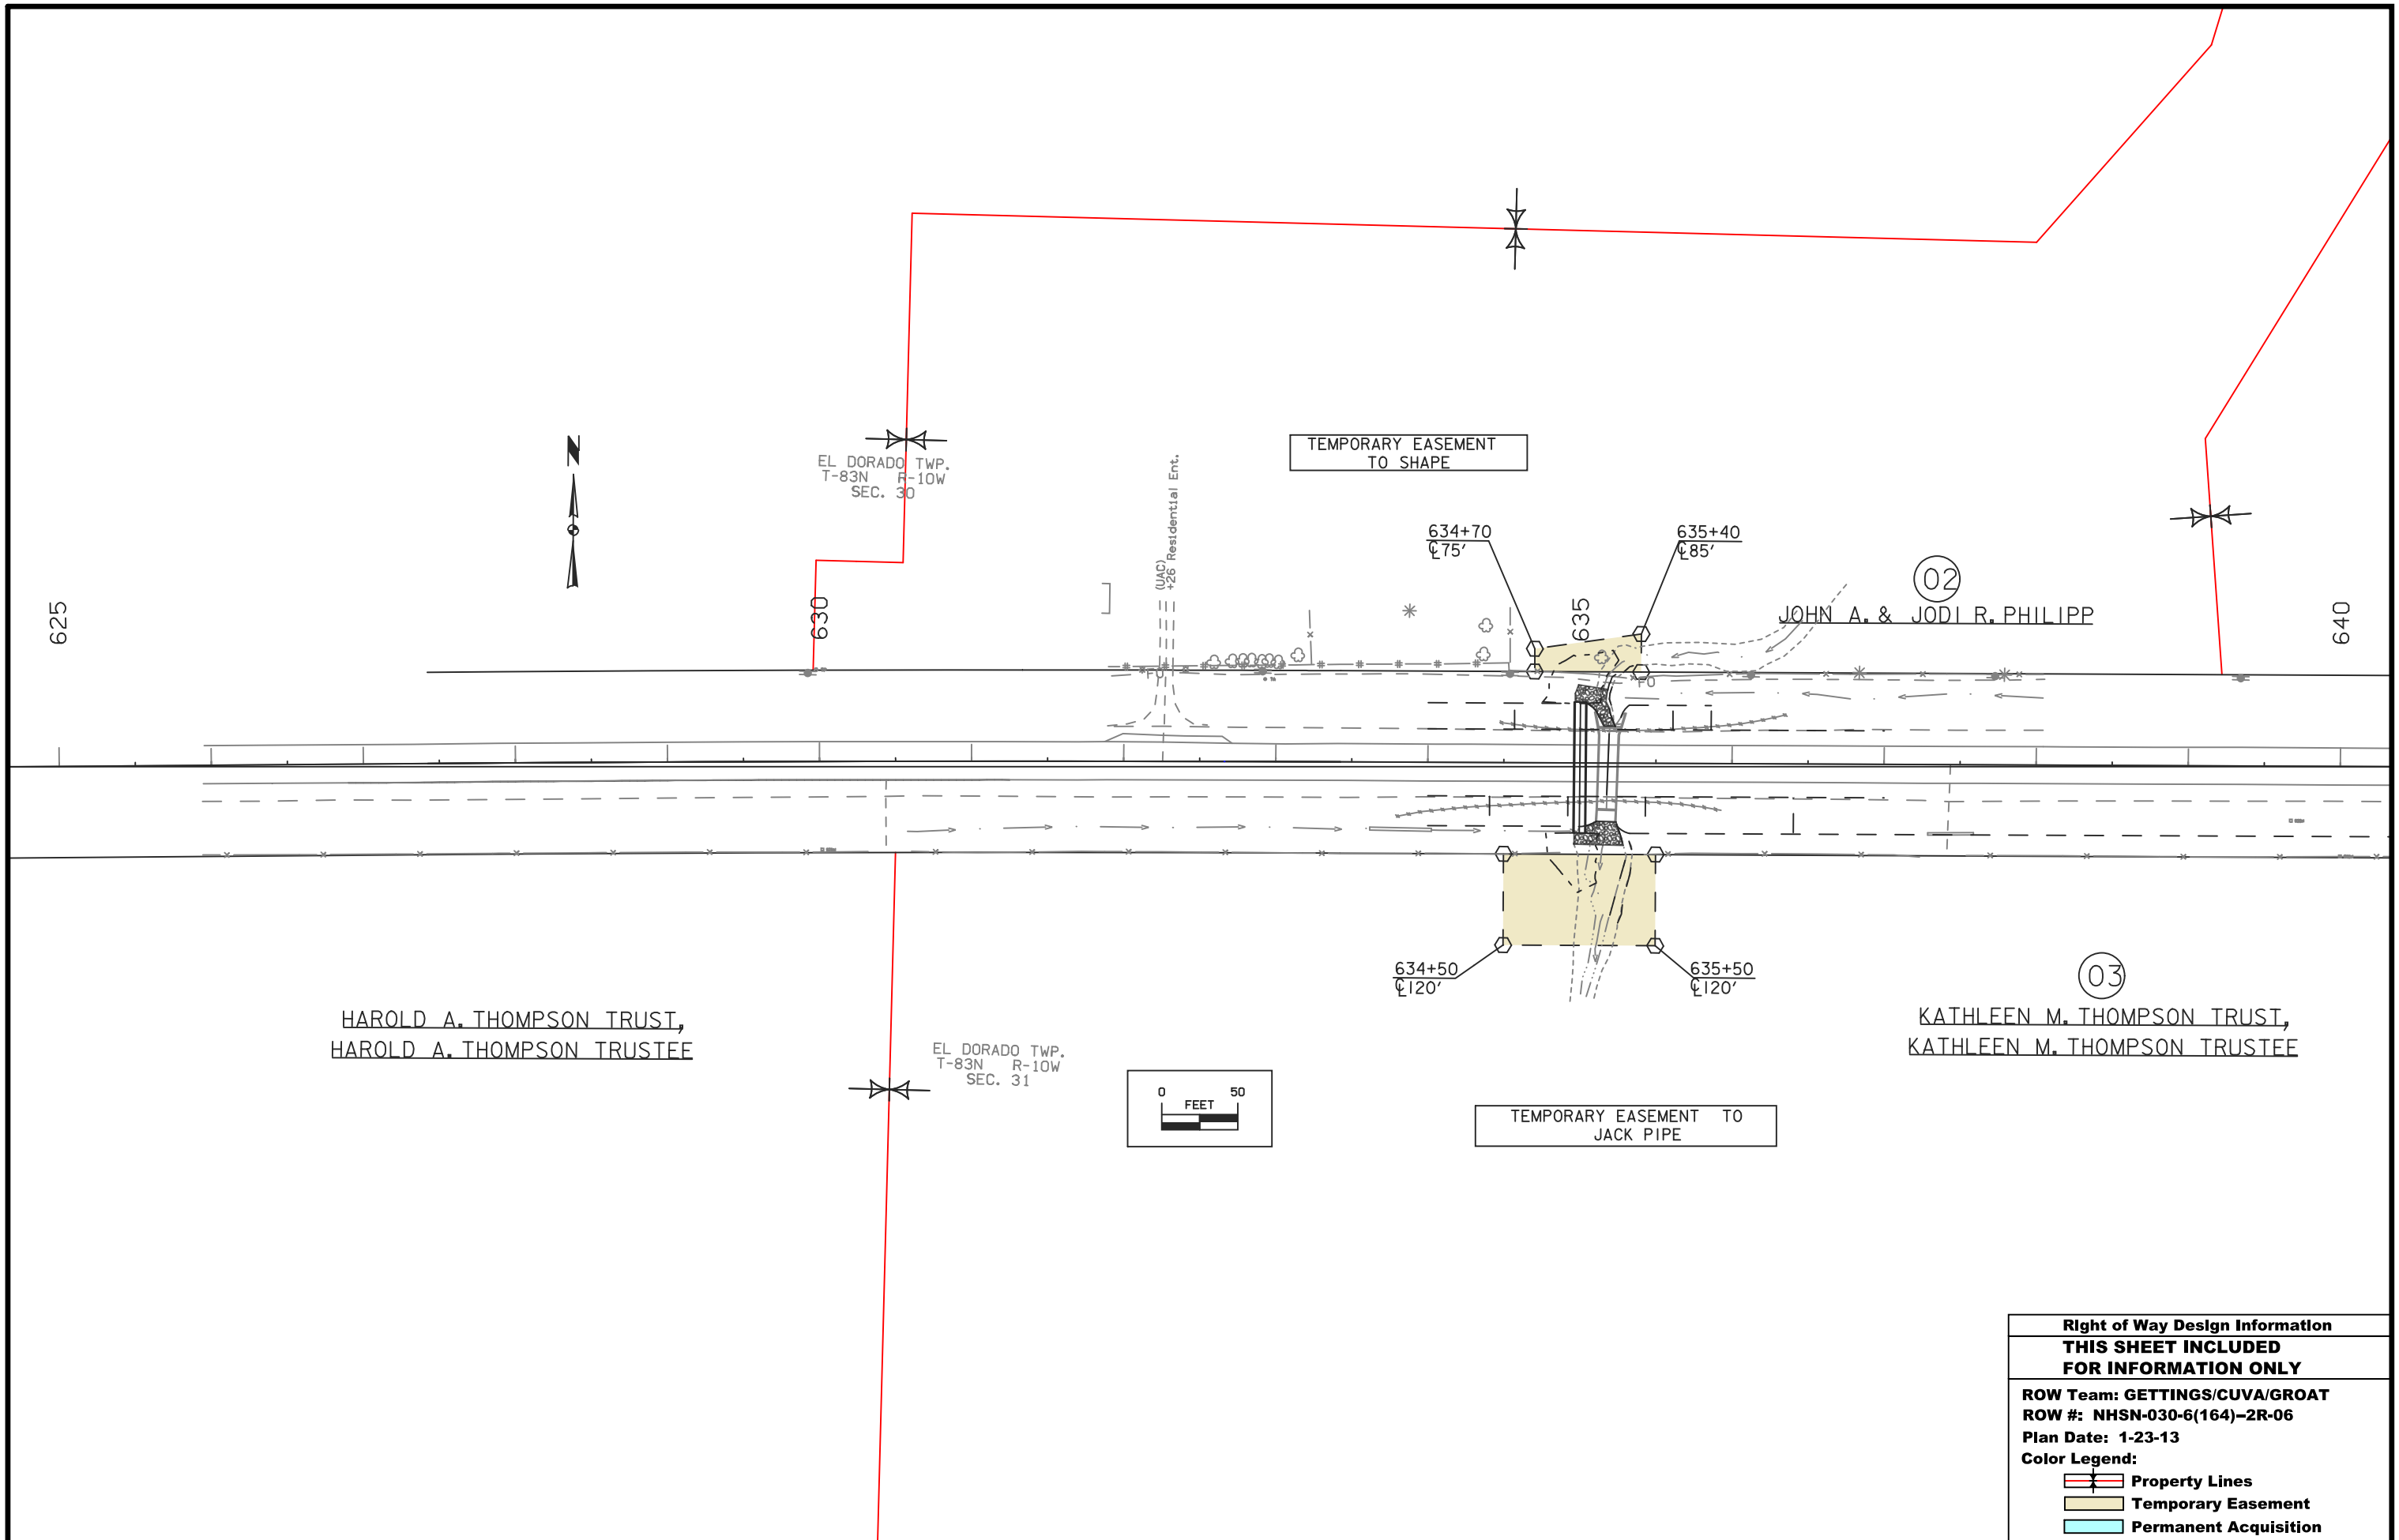 EL DORADO TWP.
T-83N R-10W
SEC. 30
(UAC)
+26 Residential Ent.
TEMPORARY EASEMENT
TO SHAPE
634+70
℄75'
635+40
℄85'
02
JOHN A. & JODI R. PHILIPP
625
630
635
640
FO
FO
634+50
℄120'
635+50
℄120'
03
KATHLEEN M. THOMPSON TRUST,
KATHLEEN M. THOMPSON TRUSTEE
HAROLD A. THOMPSON TRUST,
HAROLD A. THOMPSON TRUSTEE
EL DORADO TWP.
T-83N R-10W
SEC. 31
0 50
FEET
TEMPORARY EASEMENT TO
JACK PIPE
N
Right of Way Design Information
THIS SHEET INCLUDED
FOR INFORMATION ONLY
ROW Team: GETTINGS/CUVA/GROAT
ROW #: NHSN-030-6(164)--2R-06
Plan Date: 1-23-13
Color Legend:
Property Lines
Temporary Easement
Permanent Acquisition